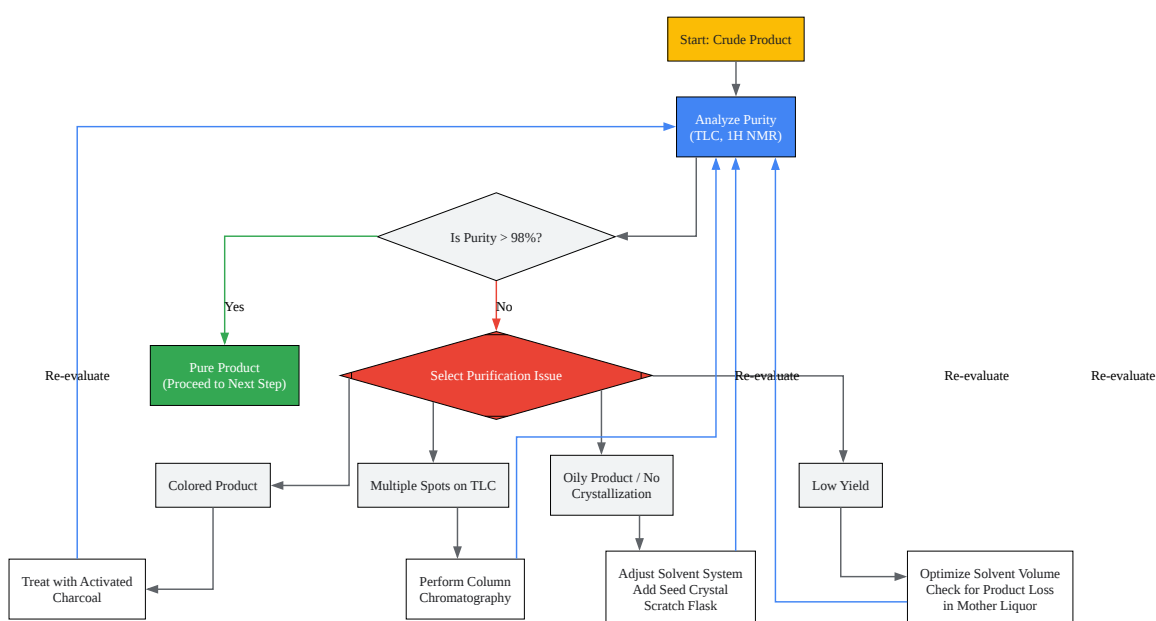 Start: Crude Product
Analyze Purity
(TLC, 1H NMR)
Is Purity > 98%?
Yes
No
Pure Product
(Proceed to Next Step)
Select Purification Issue
Re-evaluate
Re-evaluate
Re-evaluate
Re-evaluate
Colored Product
Multiple Spots on TLC
Oily Product / No
Crystallization
Low Yield
Treat with Activated
Charcoal
Perform Column
Chromatography
Adjust Solvent System
Add Seed Crystal
Scratch Flask
Optimize Solvent Volume
Check for Product Loss
in Mother Liquor